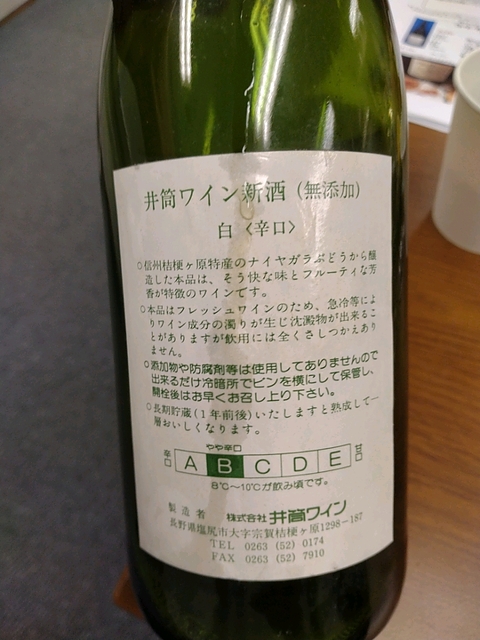 井筒ワイン新酒（無添加）
白〈辛口〉
○信州桔梗ヶ原特産のナイヤガラぶどうから醸
造した本品は、そう快な味とフルーティな芳
香が特徴のワインです。
○本品はフレッシュワインのため、急冷等によ
りワイン成分の濁りが生じ沈澱物が出来るこ
とがありますが飲用には全くさしつかえあり
ません。
○添加物や防腐剤等は使用してありませんので
出来るだけ冷暗所でビンを横にして保管し、
開栓後はお早くお召し上り下さい。
○長期貯蔵(1年前後)いたしますと熟成して一
層おいしくなります。
やや辛口
辛口 A B C D E 甘口
8℃～10℃が飲み頃です。
製造者 株式会社 井筒ワイン
長野県塩尻市大字宗賀桔梗ヶ原1298-187
TEL 0263 (52) 0174
FAX 0263 (52) 7910